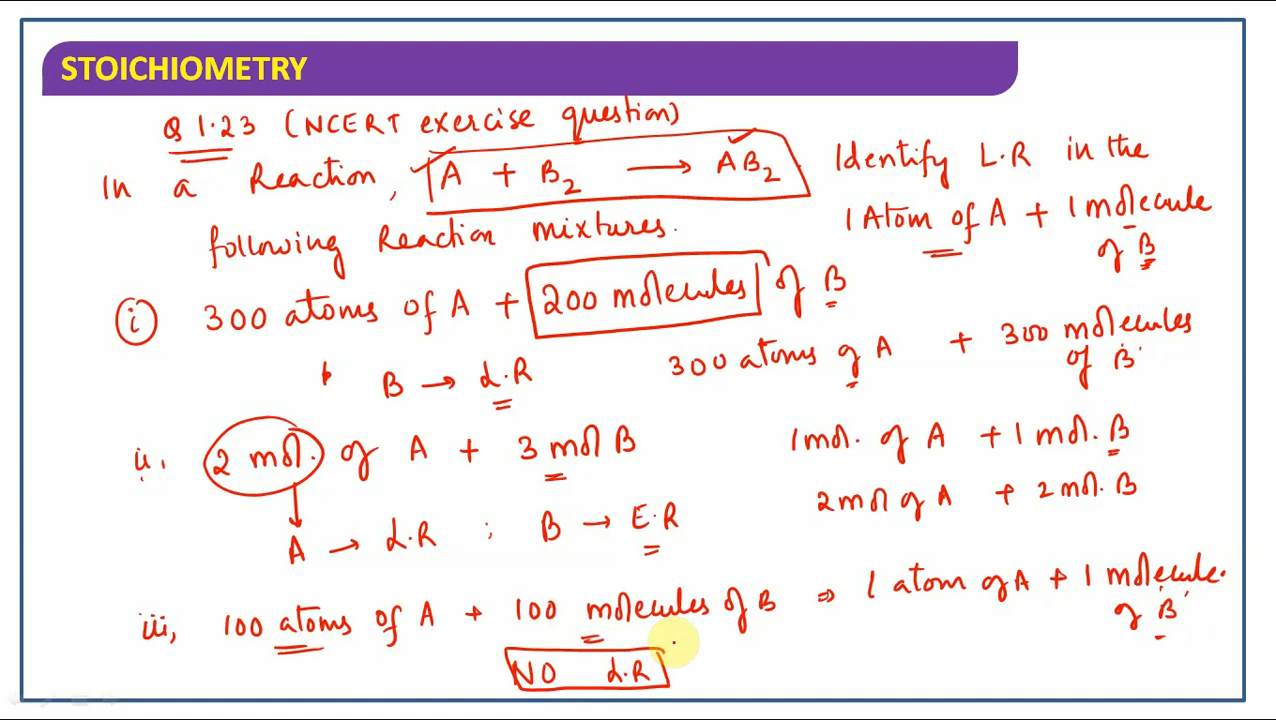 STOICHIOMETRY
Q 1.23 (NCERT exercise question)
In a Reaction, A + B2 → AB2
following Reaction mixtures.
Identify L.R in the
1 Atom of A + 1 molecule
of B
(i) 300 atoms of A + 200 molecules of B
B → L.R
300 atoms of A + 300 molecules
of B
ii, 2 mol. of A + 3 mol B
A → L.R ; B → E.R
1 mol. of A + 1 mol. B
2 mol of A + 2 mol. B
iii, 100 atoms of A + 100 molecules of B ⇒ 1 atom of A + 1 molecule.
of B
NO L.R